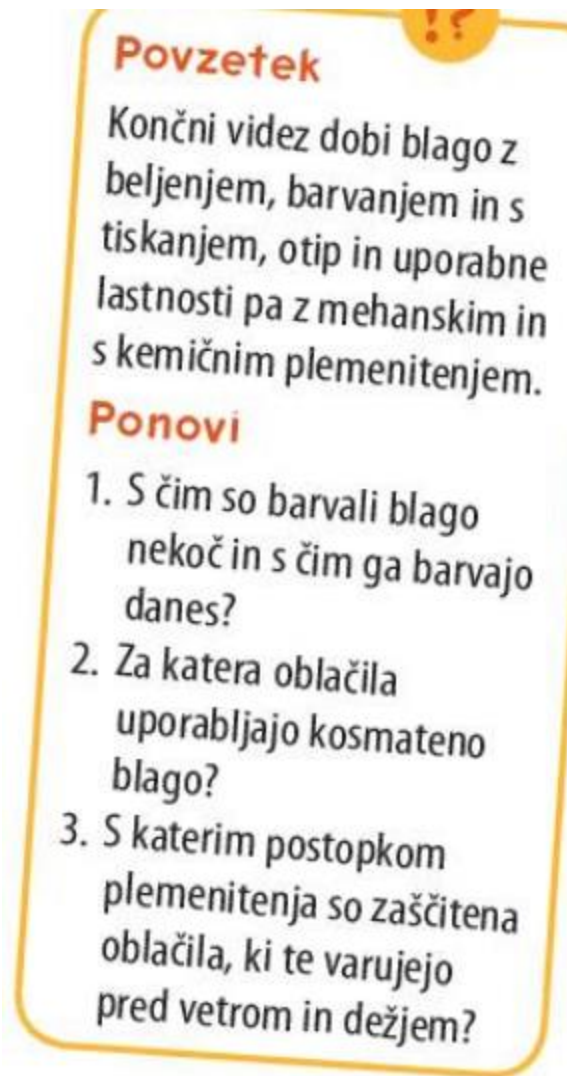 !?
Povzetek
Končni videz dobi blago z
beljenjem, barvanjem in s
tiskanjem, otip in uporabne
lastnosti pa z mehanskim in
s kemičnim plemenitenjem.
Ponovi
1. S čim so barvali blago
nekoč in s čim ga barvajo
danes?
2. Za katera oblačila
uporabljajo kosmateno
blago?
3. S katerim postopkom
plemenitenja so zaščitena
oblačila, ki te varujejo
pred vetrom in dežjem?